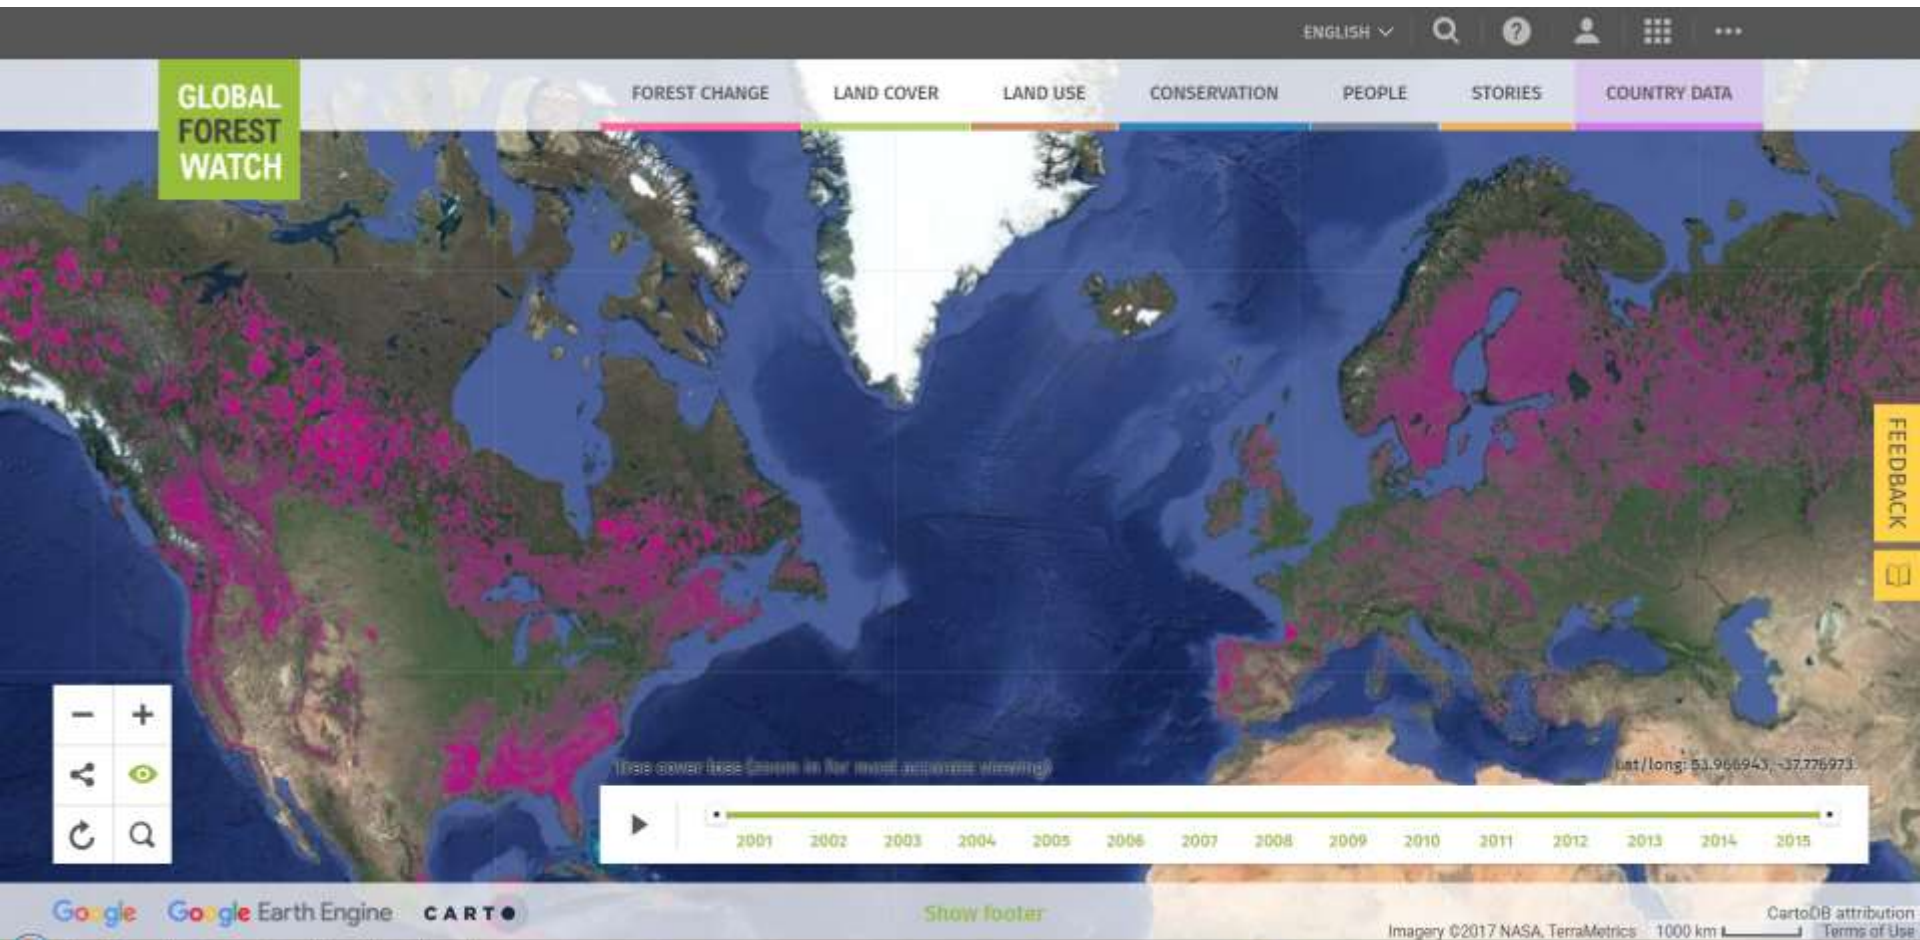 ENGLISH
GLOBAL
FOREST
WATCH
FOREST CHANGE
LAND COVER
LAND USE
CONSERVATION
PEOPLE
STORIES
COUNTRY DATA
FEEDBACK
Tree cover loss (zoom in for most accurate viewing)
Lat/long: 53.966943, -37.776973
2001 2002 2003 2004 2005 2006 2007 2008 2009 2010 2011 2012 2013 2014 2015
Google
Google Earth Engine
CARTO
Show footer
CartoDB attribution
Imagery ©2017 NASA, TerraMetrics
1000 km
Terms of Use